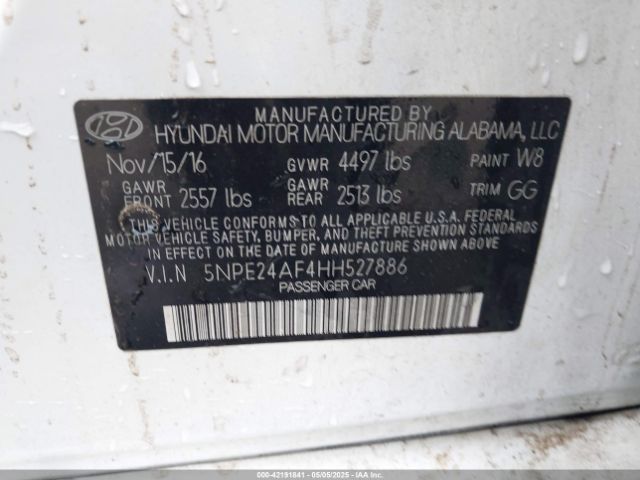 MANUFACTURED BY
HYUNDAI MOTOR MANUFACTURING ALABAMA, LLC
Nov/15/16 GVWR 4497 lbs PAINT W8
GAWR FRONT 2557 lbs GAWR REAR 2513 lbs TRIM GG
THIS VEHICLE CONFORMS TO ALL APPLICABLE U.S.A. FEDERAL
MOTOR VEHICLE SAFETY, BUMPER, AND THEFT PREVENTION STANDARDS
IN EFFECT ON THE DATE OF MANUFACTURE SHOWN ABOVE.
V.I.N 5NPE24AF4HH527886
PASSENGER CAR
000-42191841 - 05/05/2025 - IAAI.COM